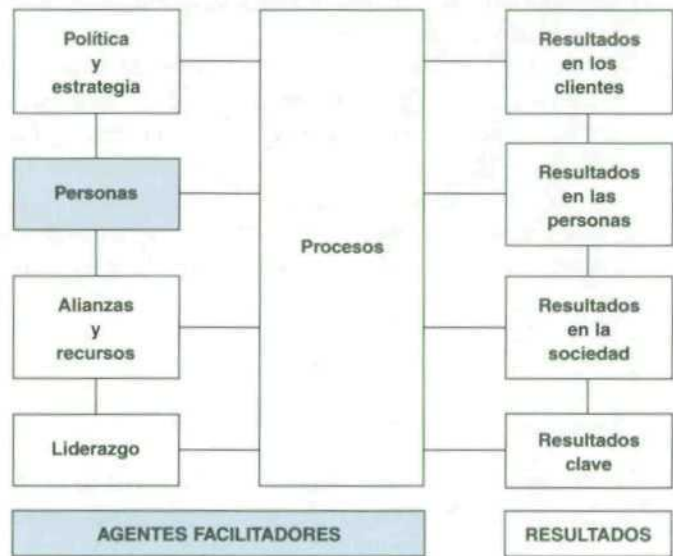 Política
y
estrategia
Personas
Alianzas
y
recursos
Liderazgo
Procesos
Resultados
en los
clientes
Resultados
en las
personas
Resultados
en la
sociedad
Resultados
clave
AGENTES FACILITADORES
RESULTADOS